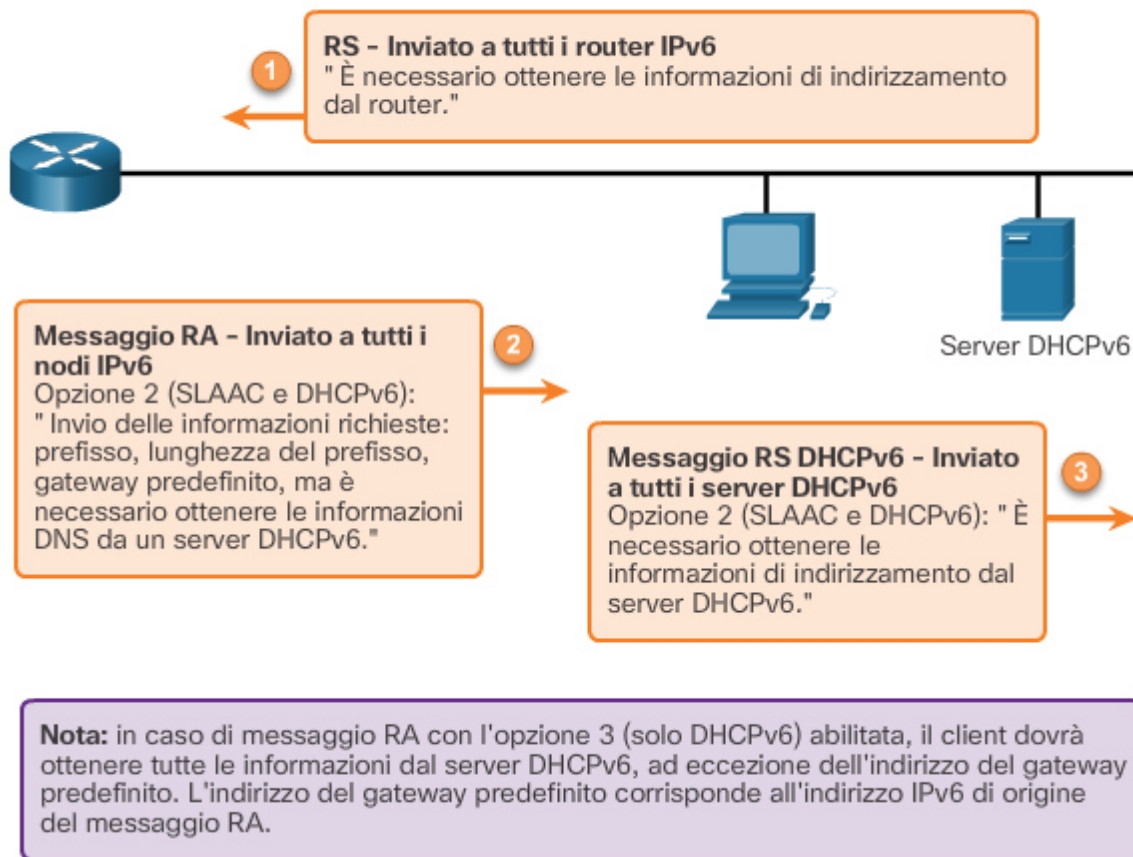 1
RS – Inviato a tutti i router IPv6
" È necessario ottenere le informazioni di indirizzamento
dal router."
Server DHCPv6
Messaggio RA – Inviato a tutti i
nodi IPv6
Opzione 2 (SLAAC e DHCPv6):
" Invio delle informazioni richieste:
prefisso, lunghezza del prefisso,
gateway predefinito, ma è
necessario ottenere le informazioni
DNS da un server DHCPv6."
2
Messaggio RS DHCPv6 – Inviato
a tutti i server DHCPv6
Opzione 2 (SLAAC e DHCPv6): " È
necessario ottenere le
informazioni di indirizzamento dal
server DHCPv6."
3
Nota: in caso di messaggio RA con l'opzione 3 (solo DHCPv6) abilitata, il client dovrà
ottenere tutte le informazioni dal server DHCPv6, ad eccezione dell'indirizzo del gateway
predefinito. L'indirizzo del gateway predefinito corrisponde all'indirizzo IPv6 di origine
del messaggio RA.